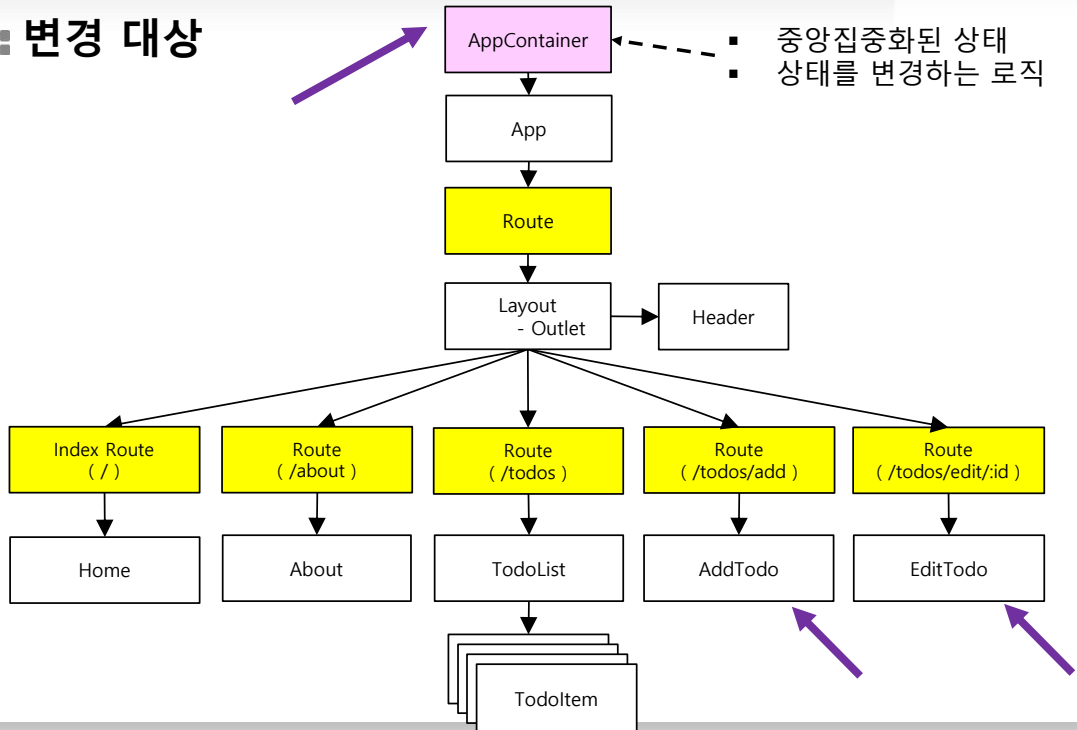 변경 대상
AppContainer
▪ 중앙집중화된 상태
▪ 상태를 변경하는 로직
App
Route
Layout
- Outlet
Header
Index Route
( / )
Route
( /about )
Route
( /todos )
Route
( /todos/add )
Route
( /todos/edit/:id )
Home
About
TodoList
AddTodo
EditTodo
TodoItem